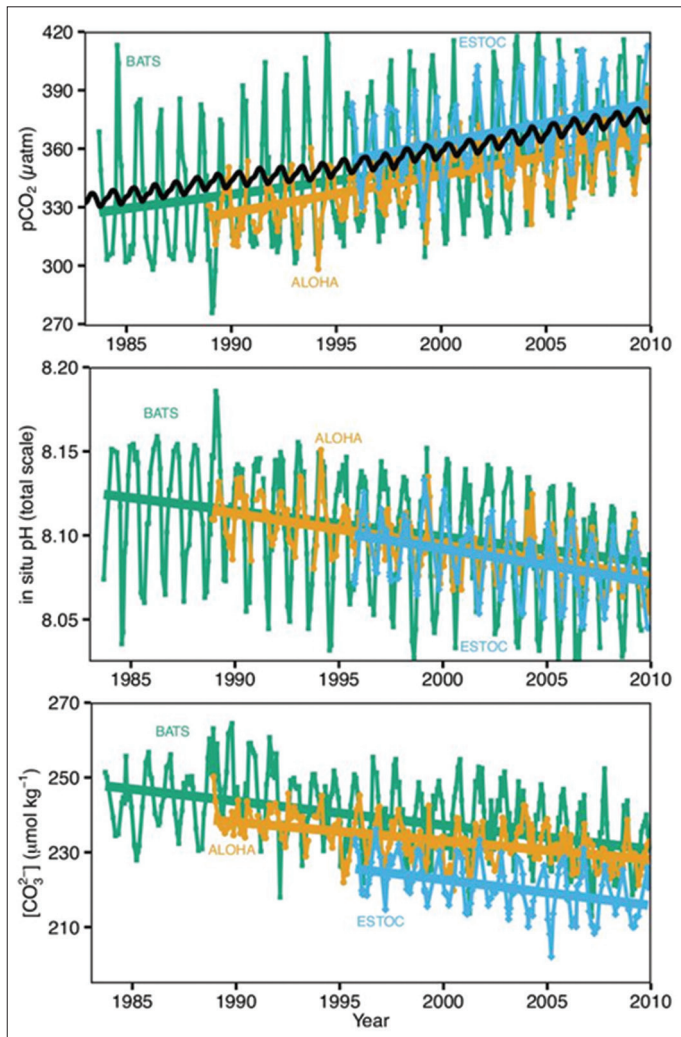 420
390
360
330
300
270
pCO₂ (µatm)
BATS
ESTOC
ALOHA
1985 1990 1995 2000 2005 2010
8.20
8.15
8.10
8.05
in situ pH (total scale)
BATS
ALOHA
ESTOC
1985 1990 1995 2000 2005 2010
270
250
230
210
[CO₃²⁻] (µmol kg⁻¹)
BATS
ALOHA
ESTOC
1985 1990 1995 2000 2005 2010
Year